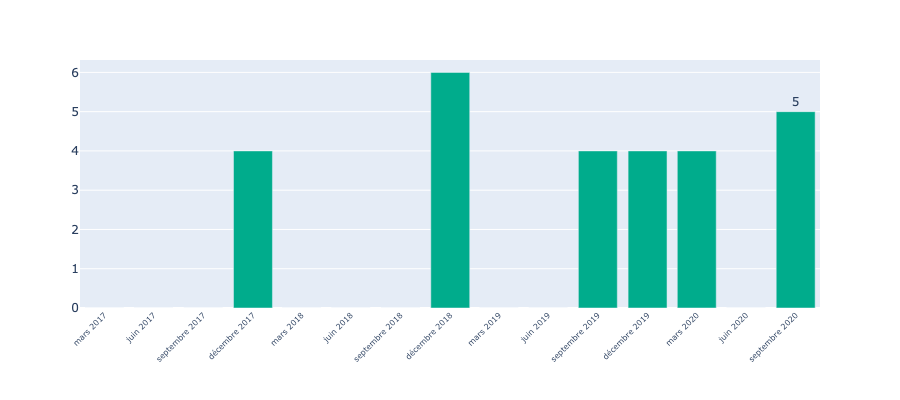 6
5
5
4
3
2
1
0
mars 2017
juin 2017
septembre 2017
décembre 2017
mars 2018
juin 2018
septembre 2018
décembre 2018
mars 2019
juin 2019
septembre 2019
décembre 2019
mars 2020
juin 2020
septembre 2020